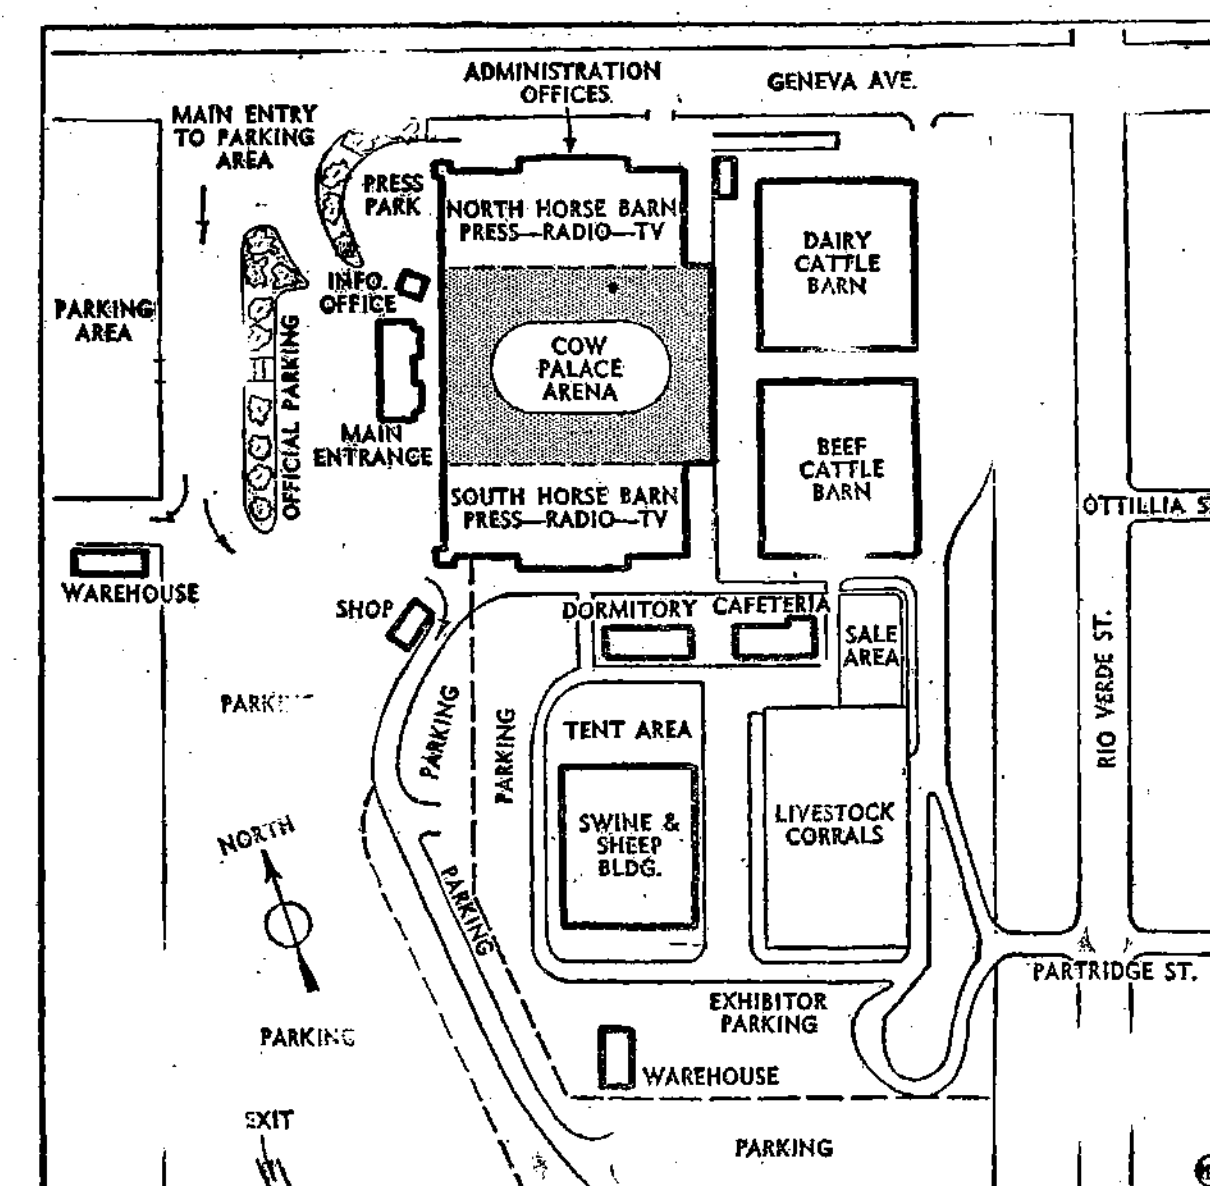 ADMINISTRATION
OFFICES
GENEVA AVE.
MAIN ENTRY
TO PARKING
AREA
PRESS
PARK
NORTH HORSE BARN
PRESS—RADIO—TV
DAIRY
CATTLE
BARN
INFO.
OFFICE
PARKING
AREA
OFFICIAL PARKING
COW
PALACE
ARENA
MAIN
ENTRANCE
BEEF
CATTLE
BARN
SOUTH HORSE BARN
PRESS—RADIO—TV
OTTILLIA S
WAREHOUSE
SHOP
DORMITORY
CAFETERIA
SALE
AREA
RIO VERDE ST.
PARKING
PARKING
PARKING
TENT AREA
SWINE &
SHEEP
BLDG.
LIVESTOCK
CORRALS
NORTH
PARKING
PARTRIDGE ST.
EXHIBITOR
PARKING
PARKING
WAREHOUSE
EXIT
PARKING